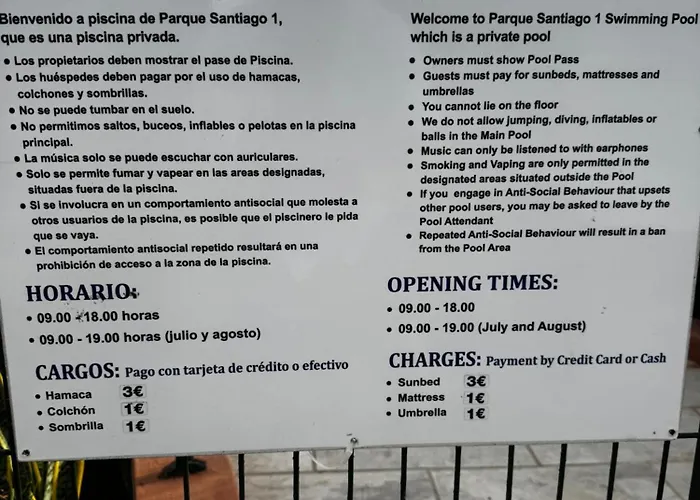 Bienvenido a piscina de Parque Santiago 1,
que es una piscina privada.
• Los propietarios deben mostrar el pase de Piscina.
• Los huéspedes deben pagar por el uso de hamacas,
colchones y sombrillas.
• No se puede tumbar en el suelo.
• No permitimos saltos, buceos, inflables o pelotas en la piscina
principal.
• La música solo se puede escuchar con auriculares.
• Solo se permite fumar y vapear en las areas designadas,
situadas fuera de la piscina.
• Si se involucra en un comportamiento antisocial que molesta a
otros usuarios de la piscina, es posible que el piscinero le pida
que se vaya.
• El comportamiento antisocial repetido resultará en una
prohibición de acceso a la zona de la piscina.
HORARIO:
• 09.00 - 18.00 horas
• 09.00 - 19.00 horas (julio y agosto)
CARGOS: Pago con tarjeta de crédito o efectivo
• Hamaca 3€
• Colchón 1€
• Sombrilla 1€
Welcome to Parque Santiago 1 Swimming Pool
which is a private pool
• Owners must show Pool Pass
• Guests must pay for sunbeds, mattresses and
umbrellas
• You cannot lie on the floor
• We do not allow jumping, diving, inflatables or
balls in the Main Pool
• Music can only be listened to with earphones
• Smoking and Vaping are only permitted in the
designated areas situated outside the Pool
• If you engage in Anti-Social Behaviour that upsets
other pool users, you may be asked to leave by the
Pool Attendant
• Repeated Anti-Social Behaviour will result in a ban
from the Pool Area
OPENING TIMES:
• 09.00 - 18.00
• 09.00 - 19.00 (July and August)
CHARGES: Payment by Credit Card or Cash
• Sunbed 3€
• Mattress 1€
• Umbrella 1€